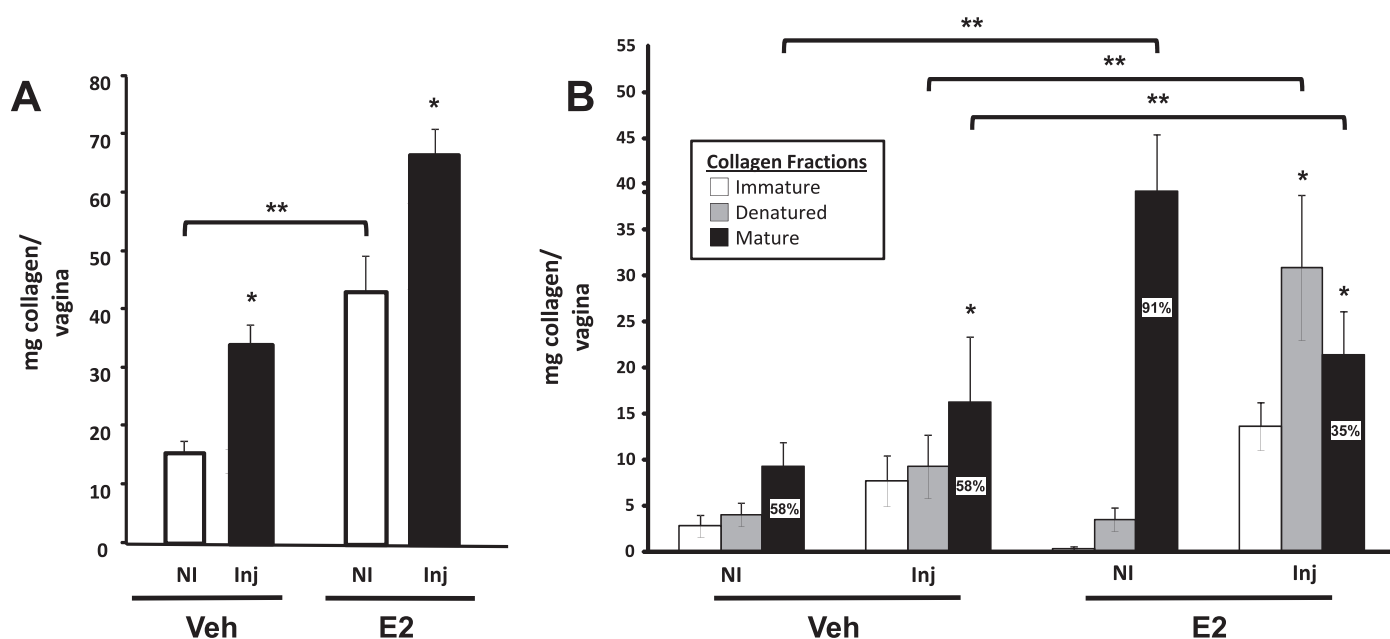 A
80
70
60
50
40
30
20
10
0
mg collagen/
vagina
**
*
*
NI
Inj
NI
Inj
Veh
E2
B
55
50
45
40
35
30
25
20
15
10
5
0
mg collagen/
vagina
**
**
**
Collagen Fractions
Immature
Denatured
Mature
*
*
*
58%
58%
91%
35%
NI
Inj
NI
Inj
Veh
E2